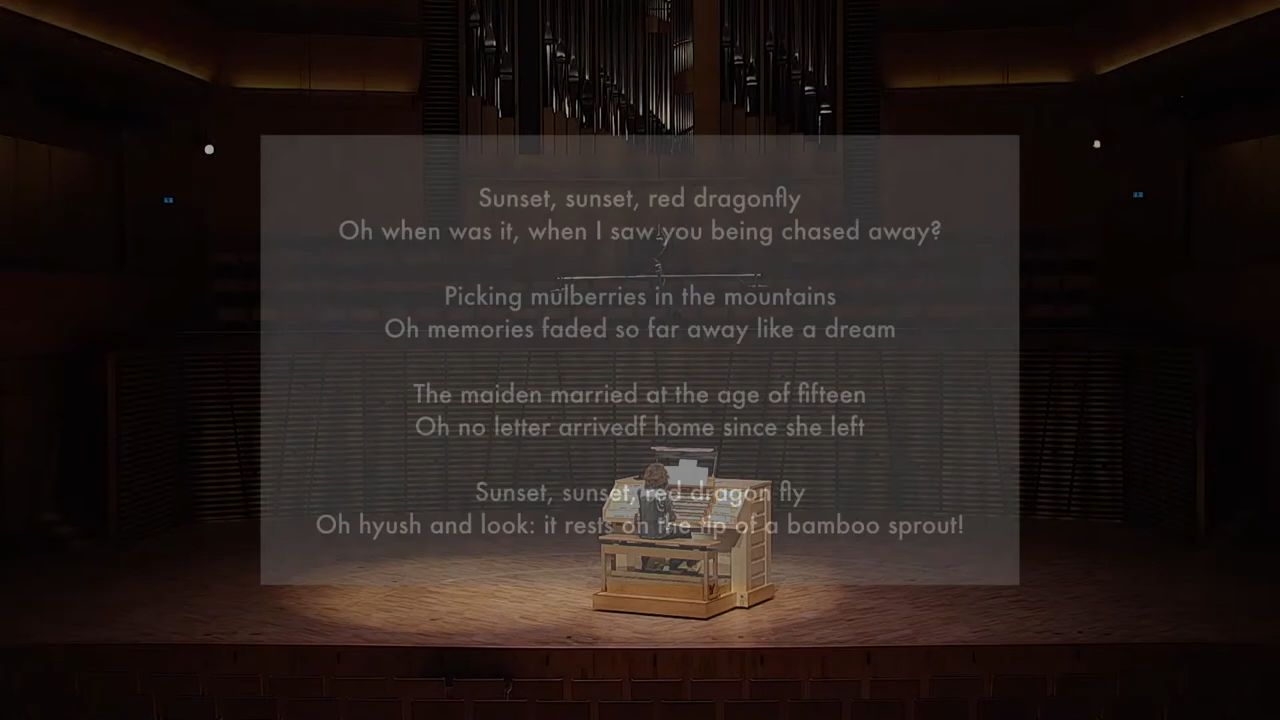 Sunset, sunset, red dragonfly
Oh when was it, when I saw you being chased away?
Picking mulberries in the mountains
Oh memories faded so far away like a dream
The maiden married at the age of fifteen
Oh no letter arrivedf home since she left
Sunset, sunset, red dragon fly
Oh hyush and look: it rests on the tip of a bamboo sprout!